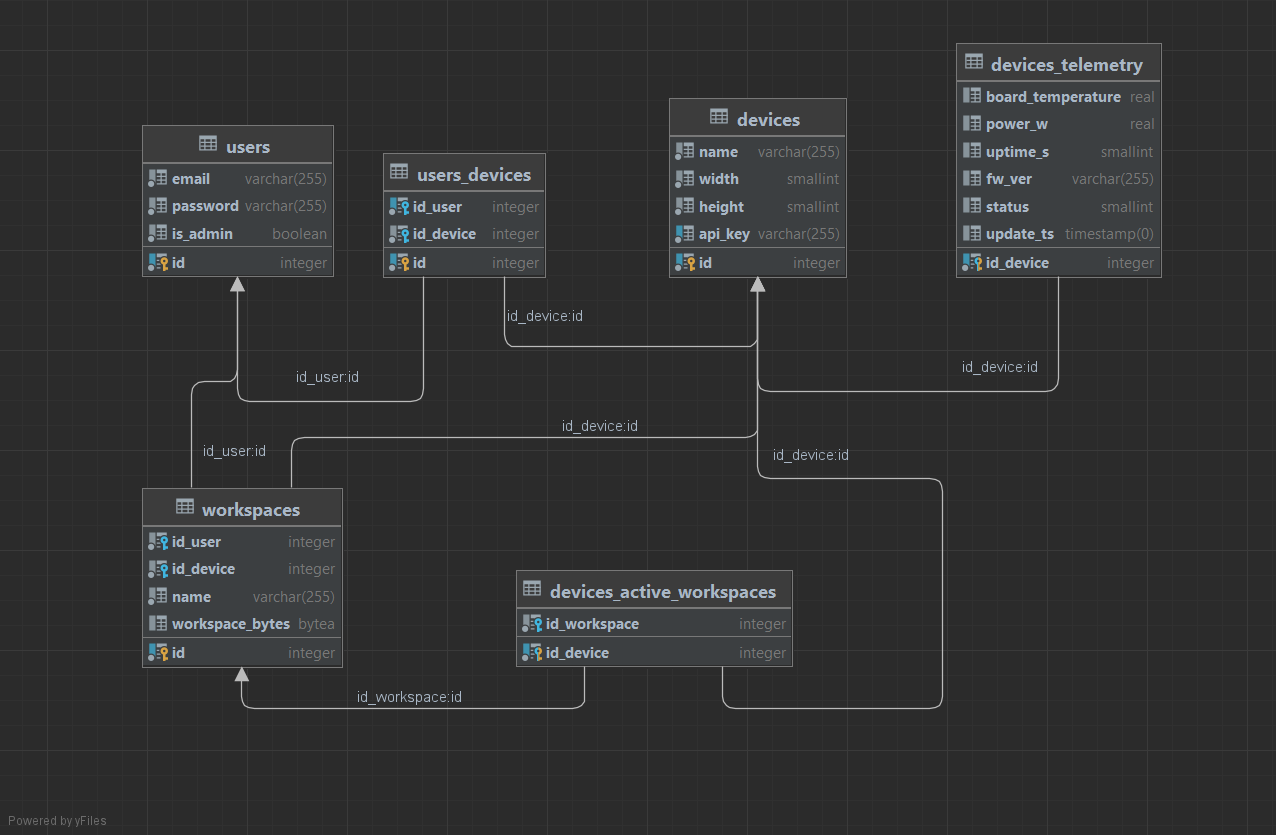 users
email varchar(255)
password varchar(255)
is_admin boolean
id integer
users_devices
id_user integer
id_device integer
id integer
devices
name varchar(255)
width smallint
height smallint
api_key varchar(255)
id integer
devices_telemetry
board_temperature real
power_w real
uptime_s smallint
fw_ver varchar(255)
status smallint
update_ts timestamp(0)
id_device integer
id_device:id
id_device:id
id_user:id
id_device:id
id_user:id
id_device:id
workspaces
id_user integer
id_device integer
name varchar(255)
workspace_bytes bytea
id integer
devices_active_workspaces
id_workspace integer
id_device integer
id_workspace:id
Powered by yFiles